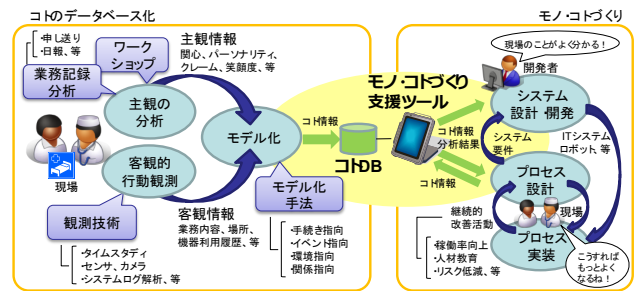 コトのデータベース化
・申し送り
・日報、等
業務記録
分析
ワーク
ショップ
主観の
分析
主観情報
関心、パーソナリティ、
クレーム、笑顔度、等
現場
客観的
行動観測
観測技術
・タイムスタディ
・センサ、カメラ
・システムログ解析、等
客観情報
業務内容、場所、
機器利用履歴、等
モデル化
モデル化
手法
・手続き指向
・イベント指向
・環境指向
・関係指向
コト情報
コトDB
モノ・コトづくり
支援ツール
コト情報
分析結果
コト情報
モノ・コトづくり
現場のことがよく分かる！
開発者
システム
設計・開発
システム
要件
ITシステム
ロボット、等
プロセス
設計
継続的
改善活動
・稼働率向上
・人材教育
・リスク低減、等
現場
プロセス
実装
こうすれば
もっとよく
なるね！